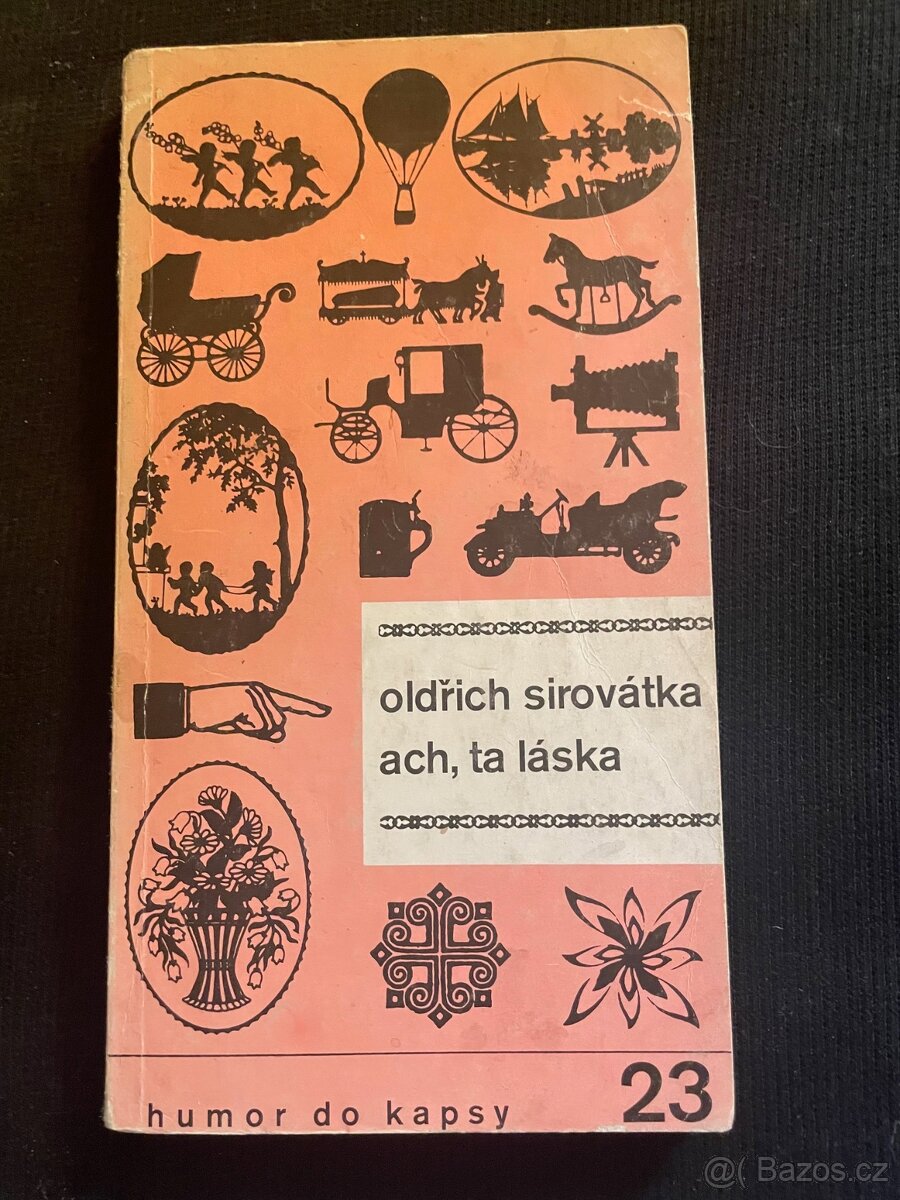 oldřich sirovátka
ach, ta láska
humor do kapsy
23
@( Bazos.cz